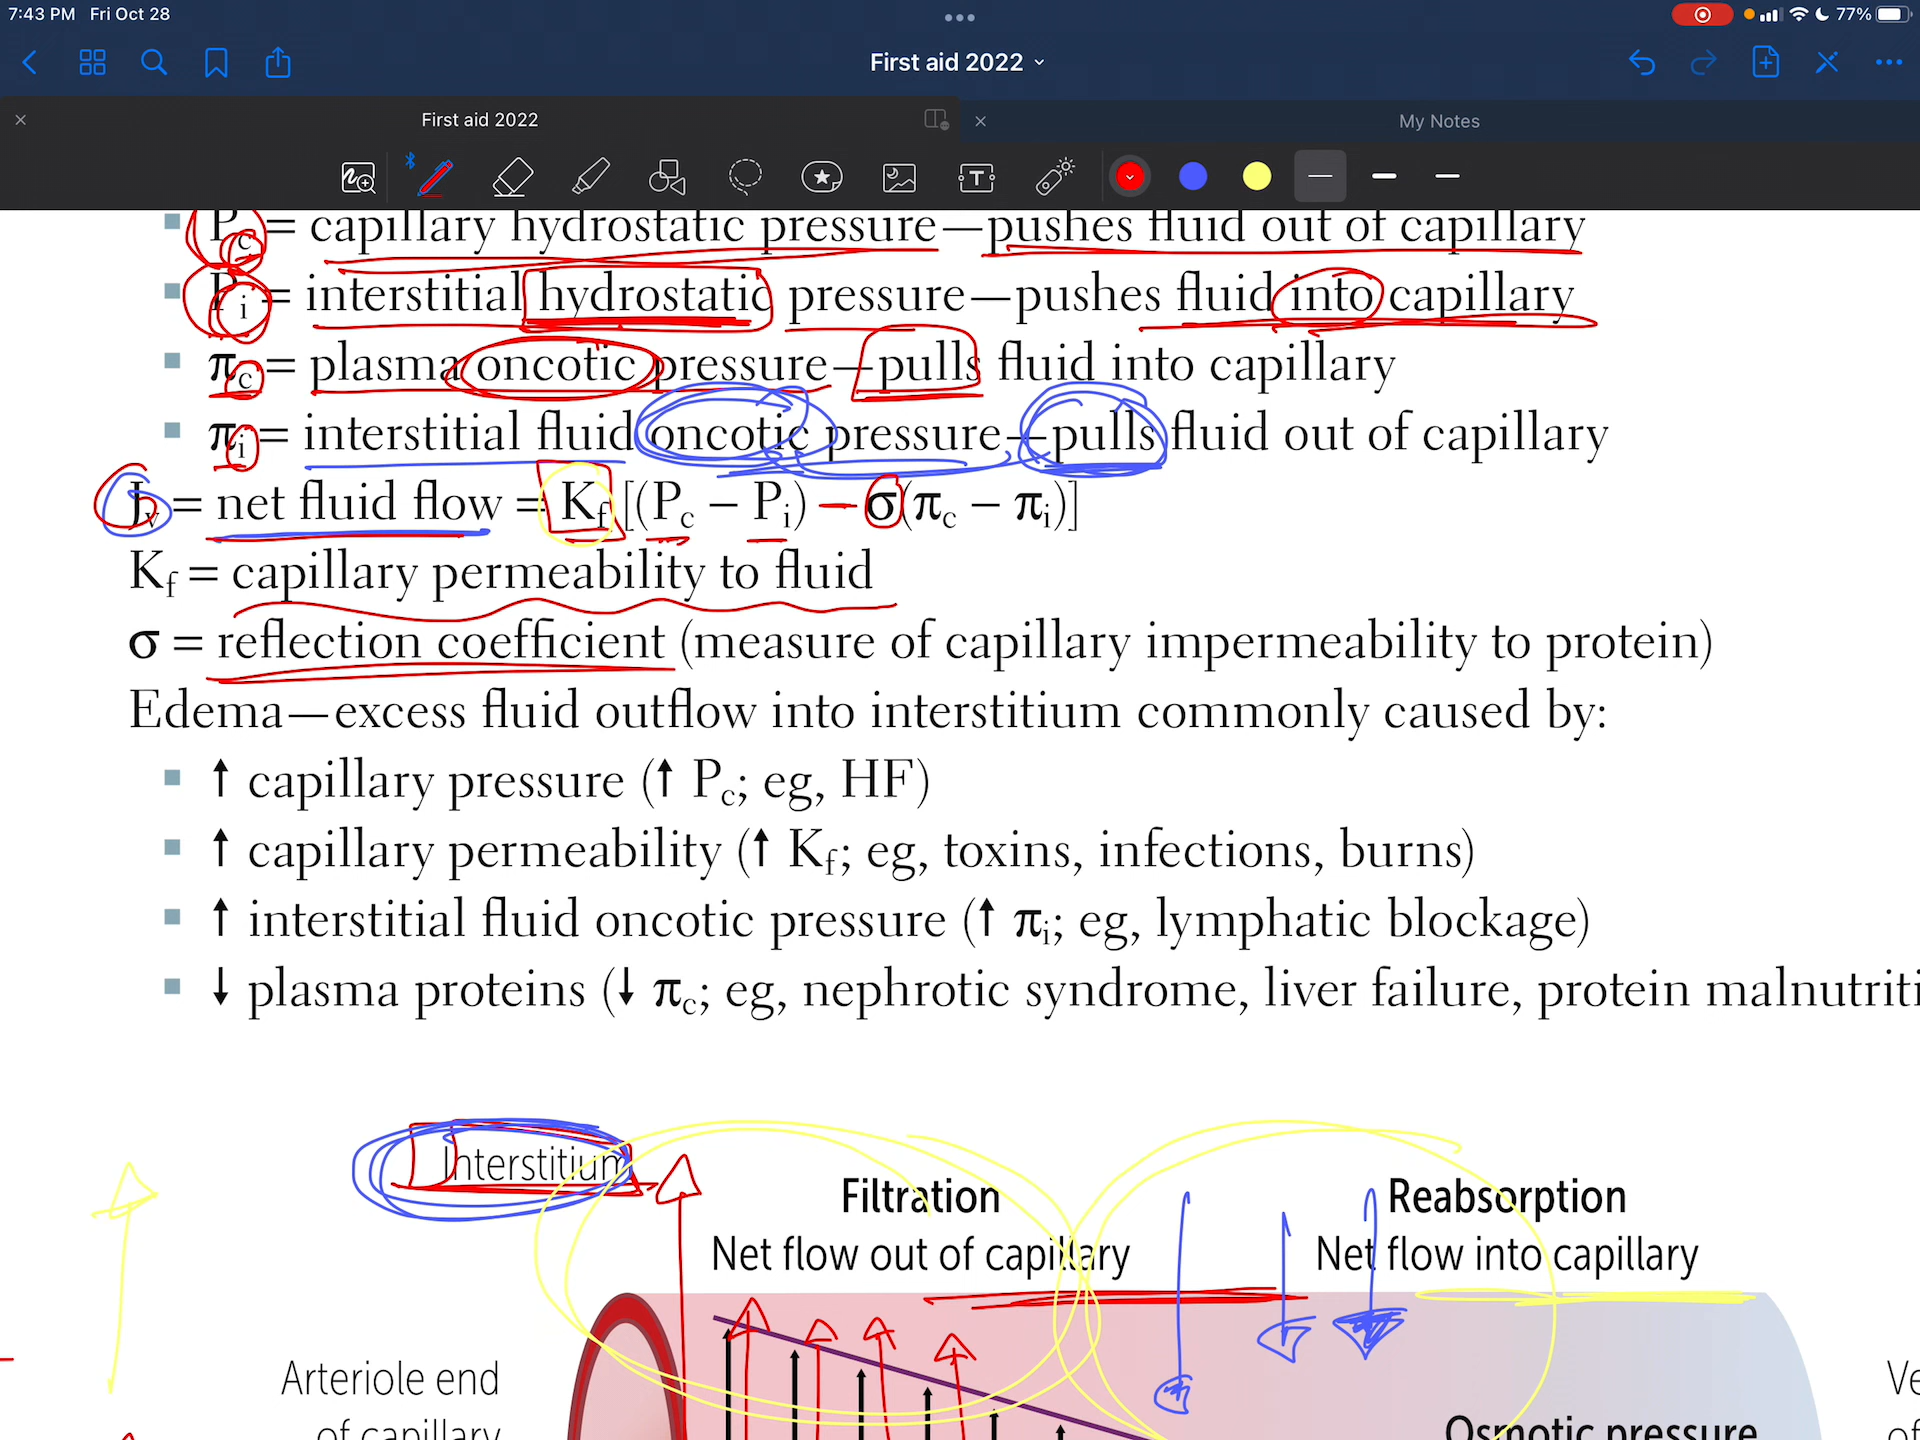 7:43 PM Fri Oct 28
77%
First aid 2022
First aid 2022
My Notes
Pc = capillary hydrostatic pressure—pushes fluid out of capillary
Pi = interstitial hydrostatic pressure—pushes fluid into capillary
πc = plasma oncotic pressure—pulls fluid into capillary
πi = interstitial fluid oncotic pressure—pulls fluid out of capillary
Jv = net fluid flow = Kf [(Pc − Pi) − σ(πc − πi)]
Kf = capillary permeability to fluid
σ = reflection coefficient (measure of capillary impermeability to protein)
Edema—excess fluid outflow into interstitium commonly caused by:
↑ capillary pressure (↑ Pc; eg, HF)
↑ capillary permeability (↑ Kf; eg, toxins, infections, burns)
↑ interstitial fluid oncotic pressure (↑ πi; eg, lymphatic blockage)
↓ plasma proteins (↓ πc; eg, nephrotic syndrome, liver failure, protein malnutriti
Interstitium
Filtration
Net flow out of capillary
Reabsorption
Net flow into capillary
Arteriole end
of capillary
Ve
of
Osmotic pressure